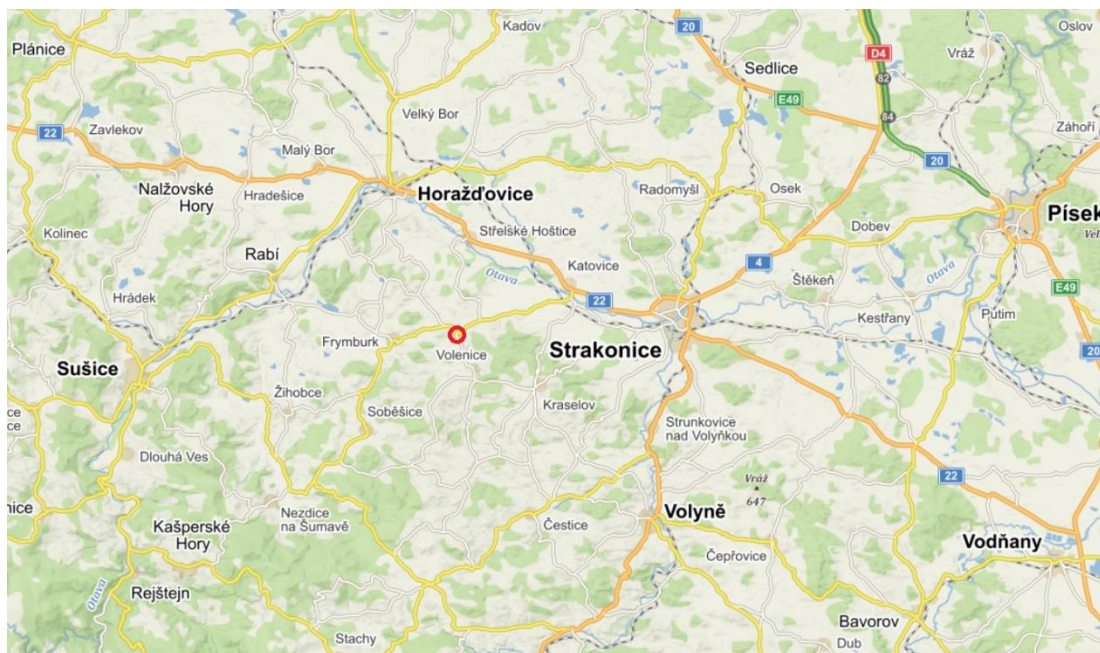 Kadov
20
Oslov
Plánice
D4
Vráž
Sedlice
82
E49
Velký Bor
84
22
Zavlekov
Záhoří
Malý Bor
20
Nalžovské
Hory
Hradešice
Horažďovice
Radomyšl
Osek
Písek
Střelské Hoštice
Dobev
Kolinec
Rabí
Katovice
4
Otava
Otava
Štěkeň
E49
Hrádek
22
Kestřany
Putim
Frymburk
Volenice
Strakonice
20
Sušice
Žihobce
Soběšice
Kraselov
Strunkovice
nad Volyňkou
Dlouhá Ves
22
Vráž
647
Nezdice
na Šumavě
Kašperské
Hory
Čestice
Volyně
Vodňany
Čepřovice
Otava
Rejštejn
Bavorov
Stachy
Dub